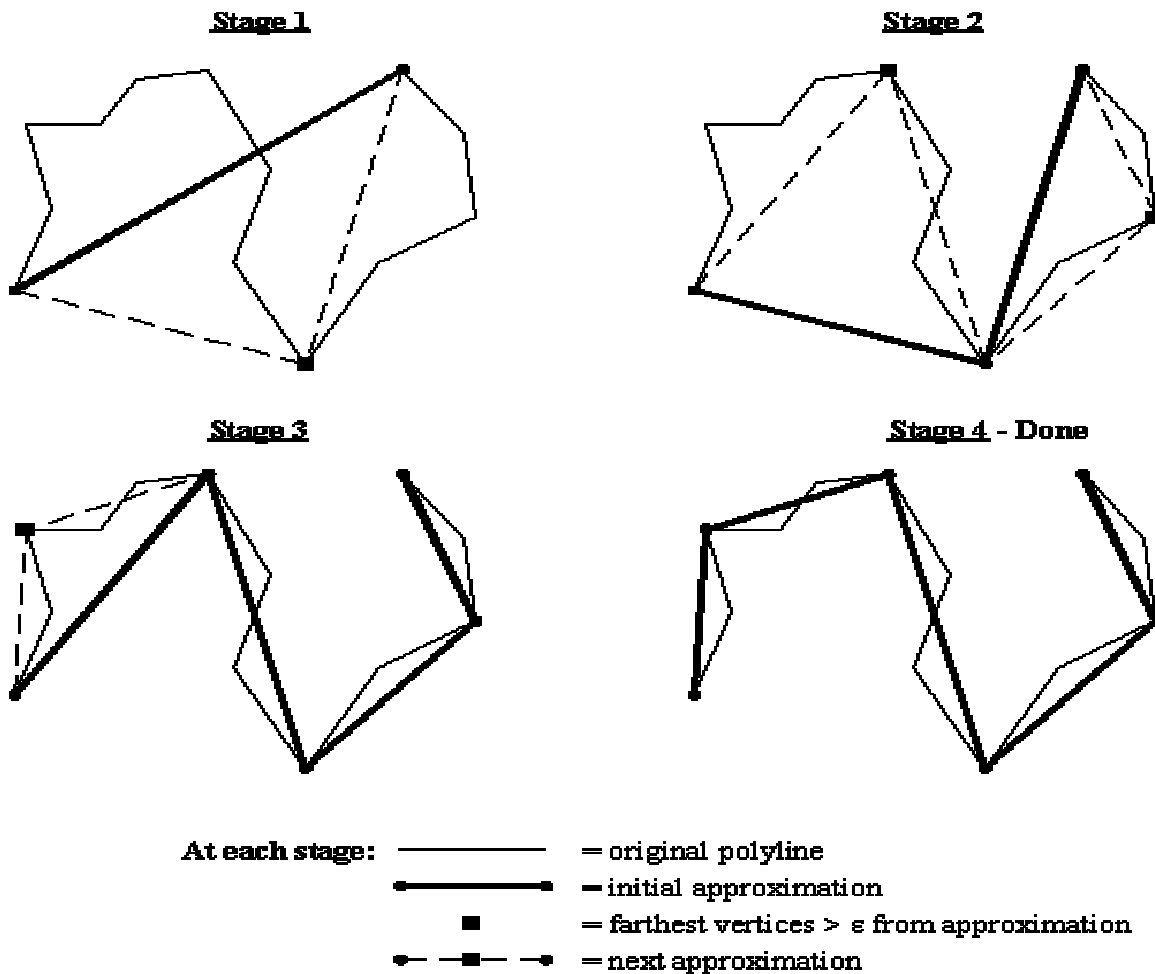 Stage 1
Stage 2
Stage 3
Stage 4 - Done
At each stage:
= original polyline
= initial approximation
= farthest vertices > ε from approximation
= next approximation